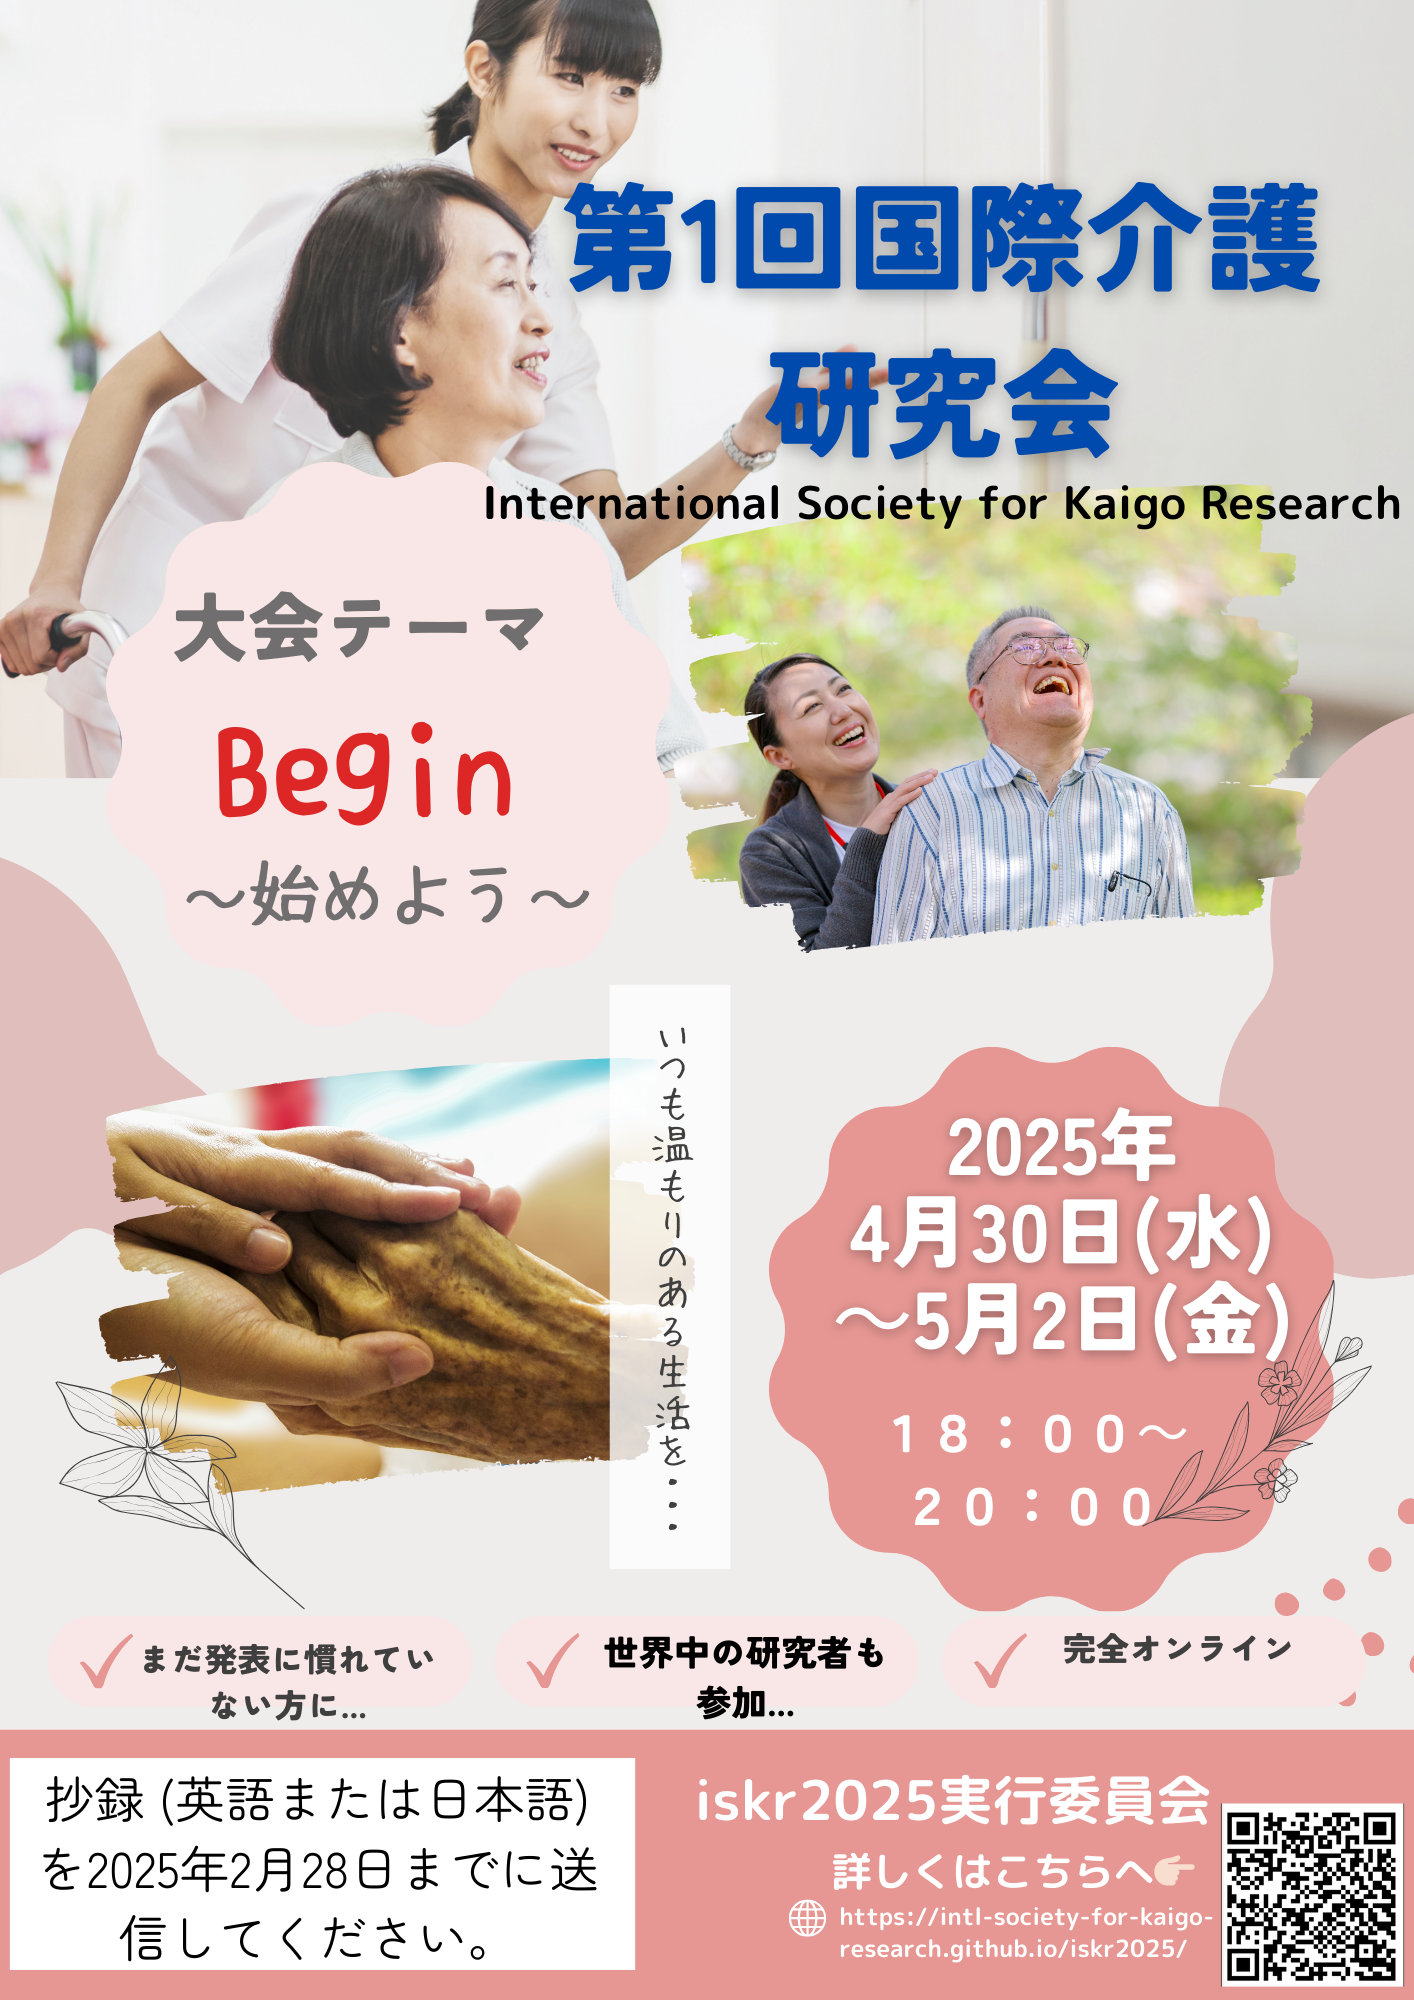 第1回国際介護
研究会
International Society for Kaigo Research
大会テーマ
Begin
～始めよう～
いつも温もりのある生活を・・・
2025年
4月30日(水)
～5月2日(金)
18：00～
20：00
まだ発表に慣れてい
ない方に...
世界中の研究者も
参加...
完全オンライン
抄録 (英語または日本語)
を2025年2月28日までに送
信してください。
iskr2025実行委員会
詳しくはこちらへ👉🏻
https://intl-society-for-kaigo-
research.github.io/iskr2025/